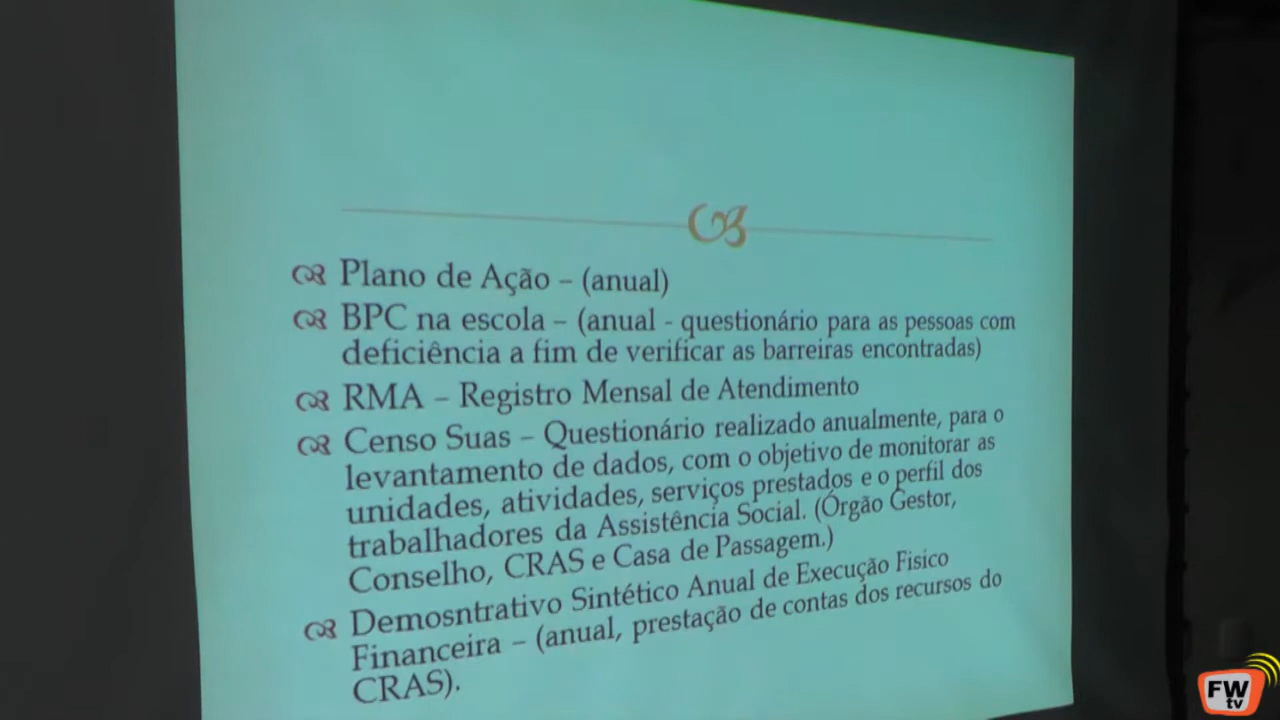 Plano de Ação – (anual)
BPC na escola – (anual - questionário para as pessoas com
deficiência a fim de verificar as barreiras encontradas)
RMA – Registro Mensal de Atendimento
Censo Suas – Questionário realizado anualmente, para o
levantamento de dados, com o objetivo de monitorar as
unidades, atividades, serviços prestados e o perfil dos
trabalhadores da Assistência Social. (Órgão Gestor,
Conselho, CRAS e Casa de Passagem.)
Demosntrativo Sintético Anual de Execução Fisico
Financeira – (anual, prestação de contas dos recursos do
CRAS).
FW
tv